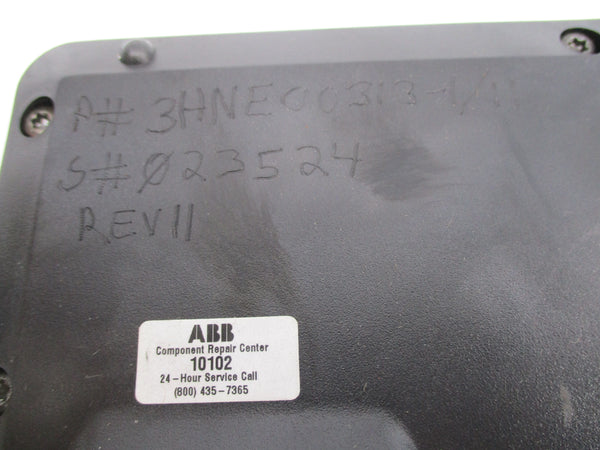 P# 3HNE00313-1/11
S# Ø23524
REV11
ABB
Component Repair Center
10102
24-Hour Service Call
(800) 435-7365